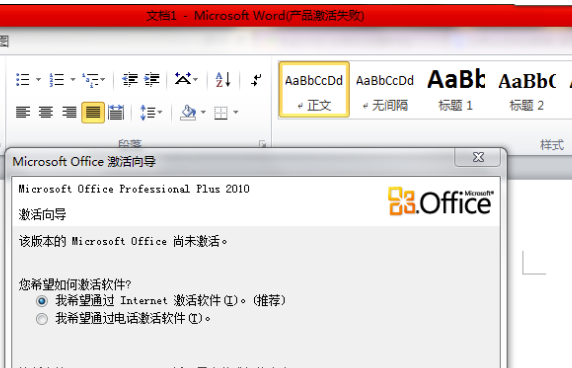 文档1 - Microsoft Word(产品激活失败)
图
AaBbCcDd AaBbCcDd AaBb AaBbC
正文 无间隔 标题 1 标题 2
段落
样式
Microsoft Office 激活向导
Microsoft Office Professional Plus 2010
Microsoft Office
激活向导
该版本的 Microsoft Office 尚未激活。
您希望如何激活软件?
我希望通过 Internet 激活软件(I)。(推荐)
我希望通过电话激活软件(T)。